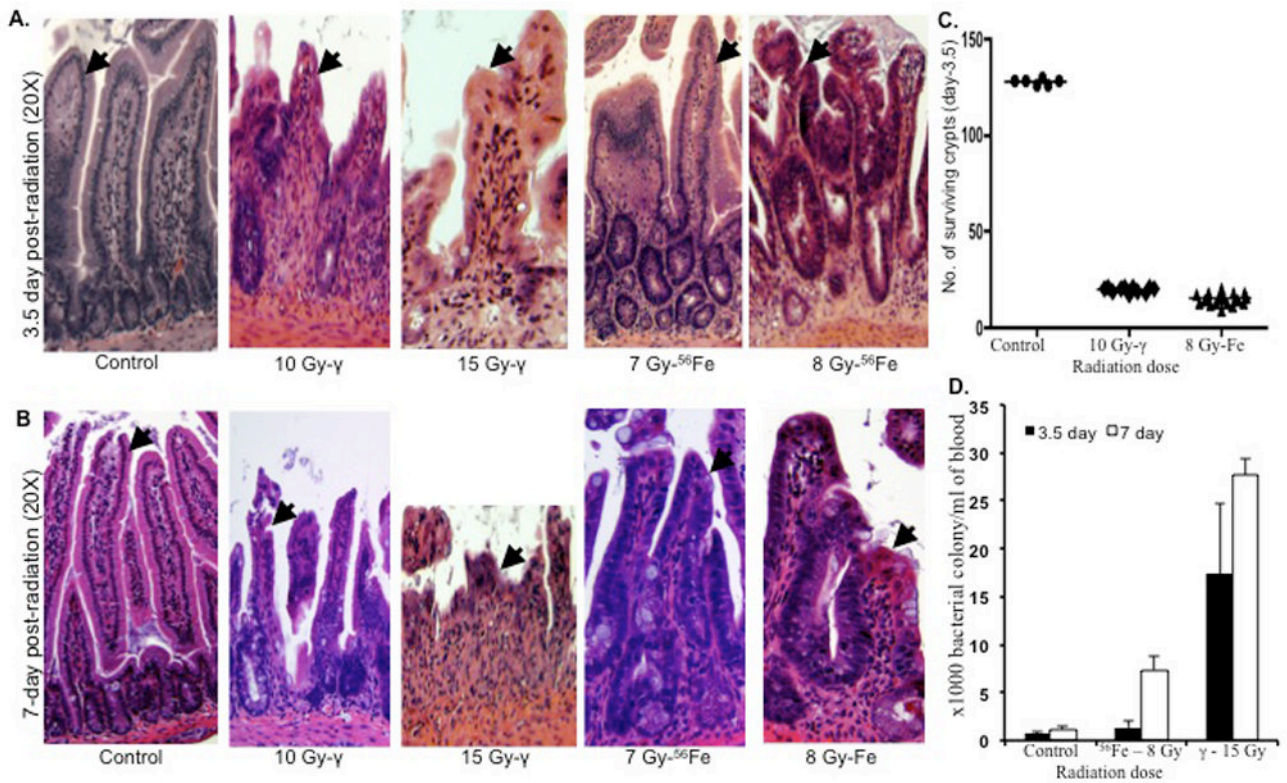 A.
3.5 day post-radiation (20X)
Control
10 Gy-γ
15 Gy-γ
7 Gy-⁵⁶Fe
8 Gy-⁵⁶Fe
B
7-day post-radiation (20X)
Control
10 Gy-γ
15 Gy-γ
7 Gy-⁵⁶Fe
8 Gy-Fe
C.
No. of surviving crypts (day-3.5)
150
100
50
0
Control
10 Gy-γ
8 Gy-Fe
Radiation dose
D.
x1000 bacterial colony/ml of blood
35
30
25
20
15
10
5
0
3.5 day
7 day
Control
⁵⁶Fe – 8 Gy
γ - 15 Gy
Radiation dose